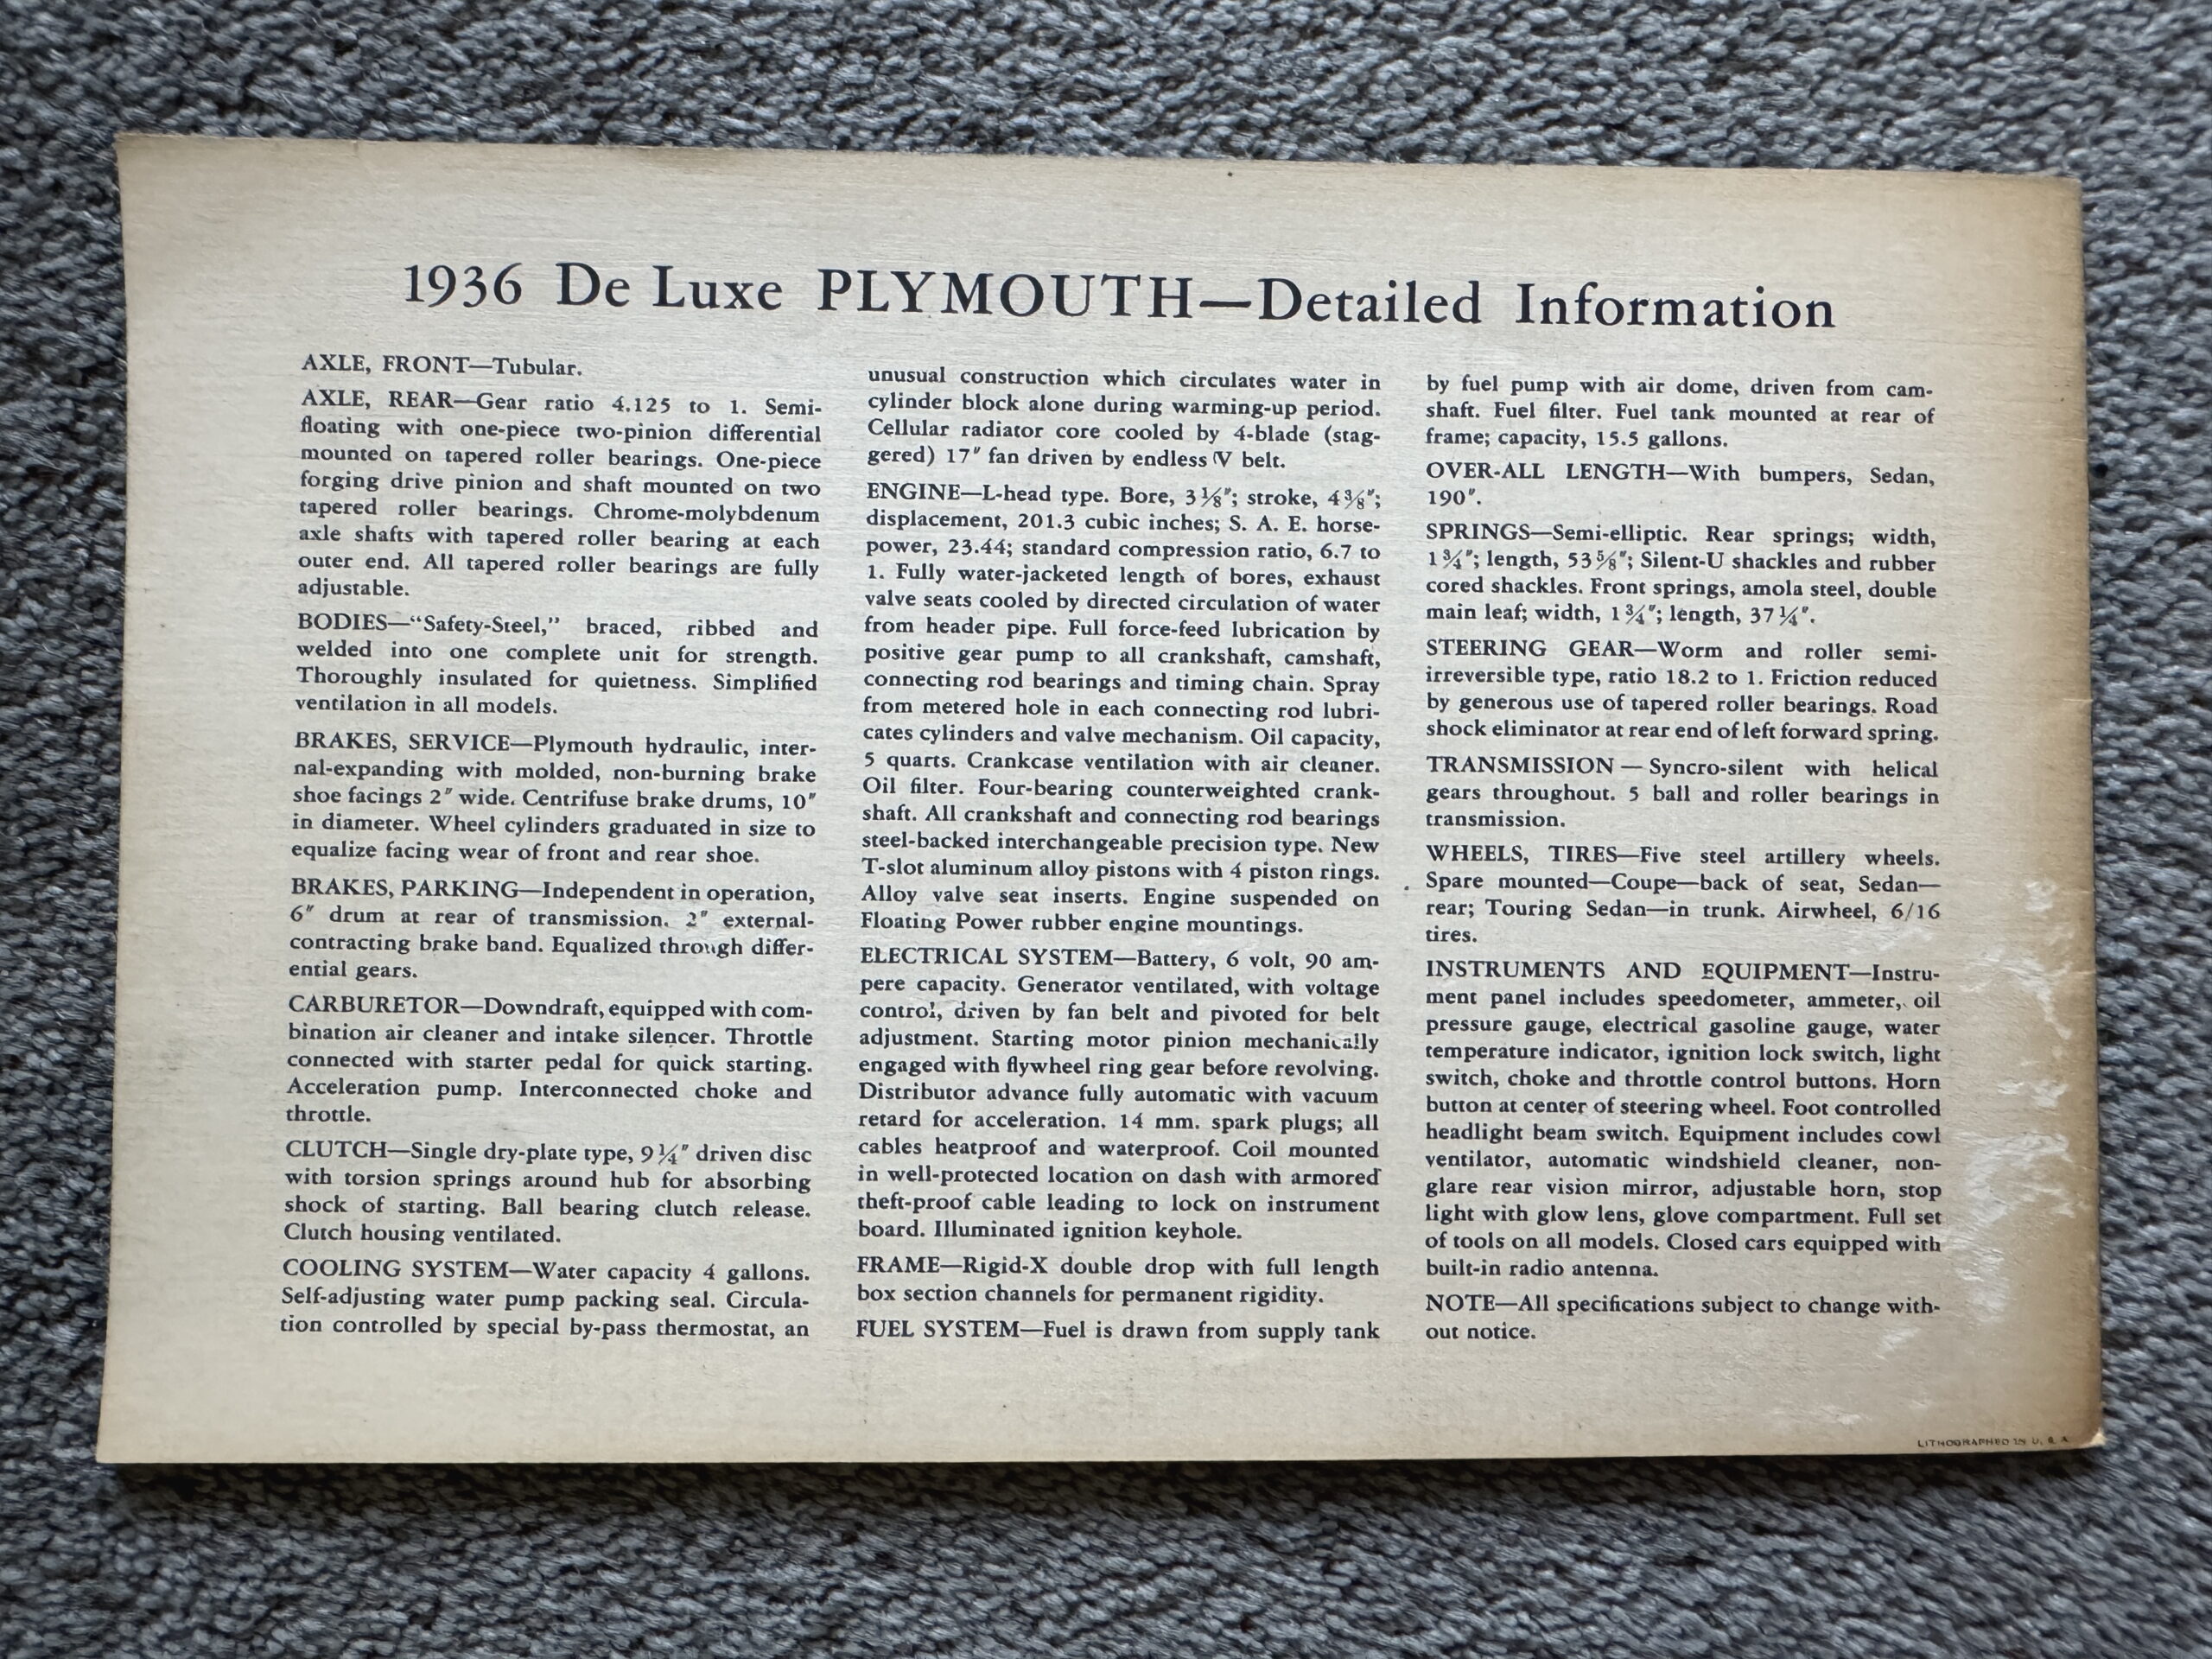 1936 De Luxe PLYMOUTH—Detailed Information
AXLE, FRONT—Tubular.
AXLE, REAR—Gear ratio 4.125 to 1. Semi-
floating with one-piece two-pinion differential
mounted on tapered roller bearings. One-piece
forging drive pinion and shaft mounted on two
tapered roller bearings. Chrome-molybdenum
axle shafts with tapered roller bearing at each
outer end. All tapered roller bearings are fully
adjustable.
BODIES—“Safety-Steel,” braced, ribbed and
welded into one complete unit for strength.
Thoroughly insulated for quietness. Simplified
ventilation in all models.
BRAKES, SERVICE—Plymouth hydraulic, inter-
nal-expanding with molded, non-burning brake
shoe facings 2″ wide. Centrifuse brake drums, 10″
in diameter. Wheel cylinders graduated in size to
equalize facing wear of front and rear shoe.
BRAKES, PARKING—Independent in operation,
6″ drum at rear of transmission. 2″ external-
contracting brake band. Equalized through differ-
ential gears.
CARBURETOR—Downdraft, equipped with com-
bination air cleaner and intake silencer. Throttle
connected with starter pedal for quick starting.
Acceleration pump. Interconnected choke and
throttle.
CLUTCH—Single dry-plate type, 9¼″ driven disc
with torsion springs around hub for absorbing
shock of starting. Ball bearing clutch release.
Clutch housing ventilated.
COOLING SYSTEM—Water capacity 4 gallons.
Self-adjusting water pump packing seal. Circula-
tion controlled by special by-pass thermostat, an
unusual construction which circulates water in
cylinder block alone during warming-up period.
Cellular radiator core cooled by 4-blade (stag-
gered) 17″ fan driven by endless V belt.
ENGINE—L-head type. Bore, 3⅛″; stroke, 4⅜″;
displacement, 201.3 cubic inches; S. A. E. horse-
power, 23.44; standard compression ratio, 6.7 to
1. Fully water-jacketed length of bores, exhaust
valve seats cooled by directed circulation of water
from header pipe. Full force-feed lubrication by
positive gear pump to all crankshaft, camshaft,
connecting rod bearings and timing chain. Spray
from metered hole in each connecting rod lubri-
cates cylinders and valve mechanism. Oil capacity,
5 quarts. Crankcase ventilation with air cleaner.
Oil filter. Four-bearing counterweighted crank-
shaft. All crankshaft and connecting rod bearings
steel-backed interchangeable precision type. New
T-slot aluminum alloy pistons with 4 piston rings.
Alloy valve seat inserts. Engine suspended on
Floating Power rubber engine mountings.
ELECTRICAL SYSTEM—Battery, 6 volt, 90 am-
pere capacity. Generator ventilated, with voltage
control, driven by fan belt and pivoted for belt
adjustment. Starting motor pinion mechanically
engaged with flywheel ring gear before revolving.
Distributor advance fully automatic with vacuum
retard for acceleration. 14 mm. spark plugs; all
cables heatproof and waterproof. Coil mounted
in well-protected location on dash with armored
theft-proof cable leading to lock on instrument
board. Illuminated ignition keyhole.
FRAME—Rigid-X double drop with full length
box section channels for permanent rigidity.
FUEL SYSTEM—Fuel is drawn from supply tank
by fuel pump with air dome, driven from cam-
shaft. Fuel filter. Fuel tank mounted at rear of
frame; capacity, 15.5 gallons.
OVER-ALL LENGTH—With bumpers, Sedan,
190″.
SPRINGS—Semi-elliptic. Rear springs; width,
1¾″; length, 53⅝″; Silent-U shackles and rubber
cored shackles. Front springs, amola steel, double
main leaf; width, 1¾″; length, 37¼″.
STEERING GEAR—Worm and roller semi-
irreversible type, ratio 18.2 to 1. Friction reduced
by generous use of tapered roller bearings. Road
shock eliminator at rear end of left forward spring.
TRANSMISSION — Syncro-silent with helical
gears throughout. 5 ball and roller bearings in
transmission.
WHEELS, TIRES—Five steel artillery wheels.
Spare mounted—Coupe—back of seat, Sedan—
rear; Touring Sedan—in trunk. Airwheel, 6/16
tires.
INSTRUMENTS AND EQUIPMENT—Instru-
ment panel includes speedometer, ammeter, oil
pressure gauge, electrical gasoline gauge, water
temperature indicator, ignition lock switch, light
switch, choke and throttle control buttons. Horn
button at center of steering wheel. Foot controlled
headlight beam switch. Equipment includes cowl
ventilator, automatic windshield cleaner, non-
glare rear vision mirror, adjustable horn, stop
light with glow lens, glove compartment. Full set
of tools on all models. Closed cars equipped with
built-in radio antenna.
NOTE—All specifications subject to change with-
out notice.
LITHOGRAPHED IN U. S. A.